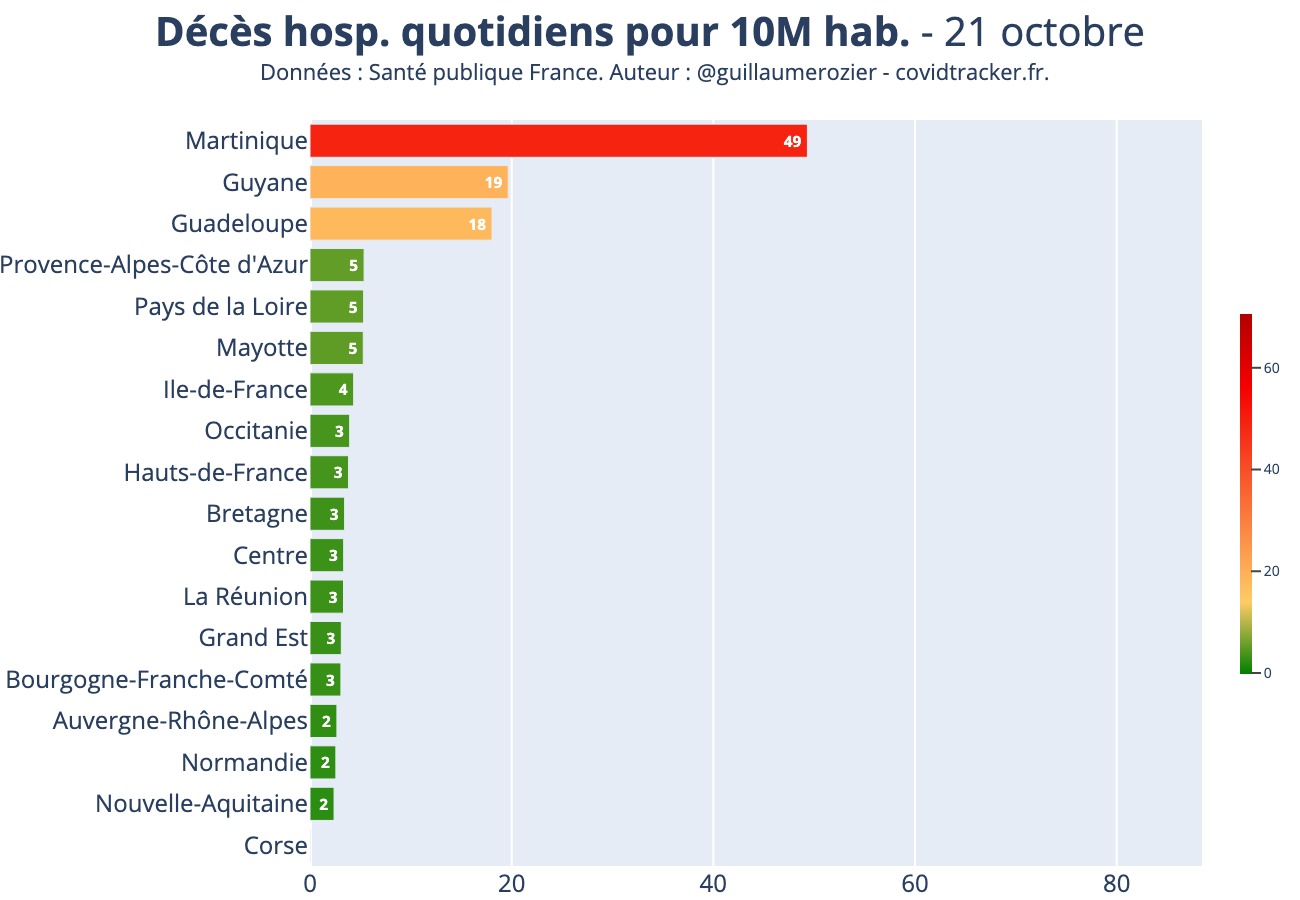 Décès hosp. quotidiens pour 10M hab. - 21 octobre
Données : Santé publique France. Auteur : @guillaumerozier - covidtracker.fr.
Martinique 49
Guyane 19
Guadeloupe 18
Provence-Alpes-Côte d'Azur 5
Pays de la Loire 5
Mayotte 5
Ile-de-France 4
Occitanie 3
Hauts-de-France 3
Bretagne 3
Centre 3
La Réunion 3
Grand Est 3
Bourgogne-Franche-Comté 3
Auvergne-Rhône-Alpes 2
Normandie 2
Nouvelle-Aquitaine 2
Corse
0 20 40 60 80
60
40
20
0